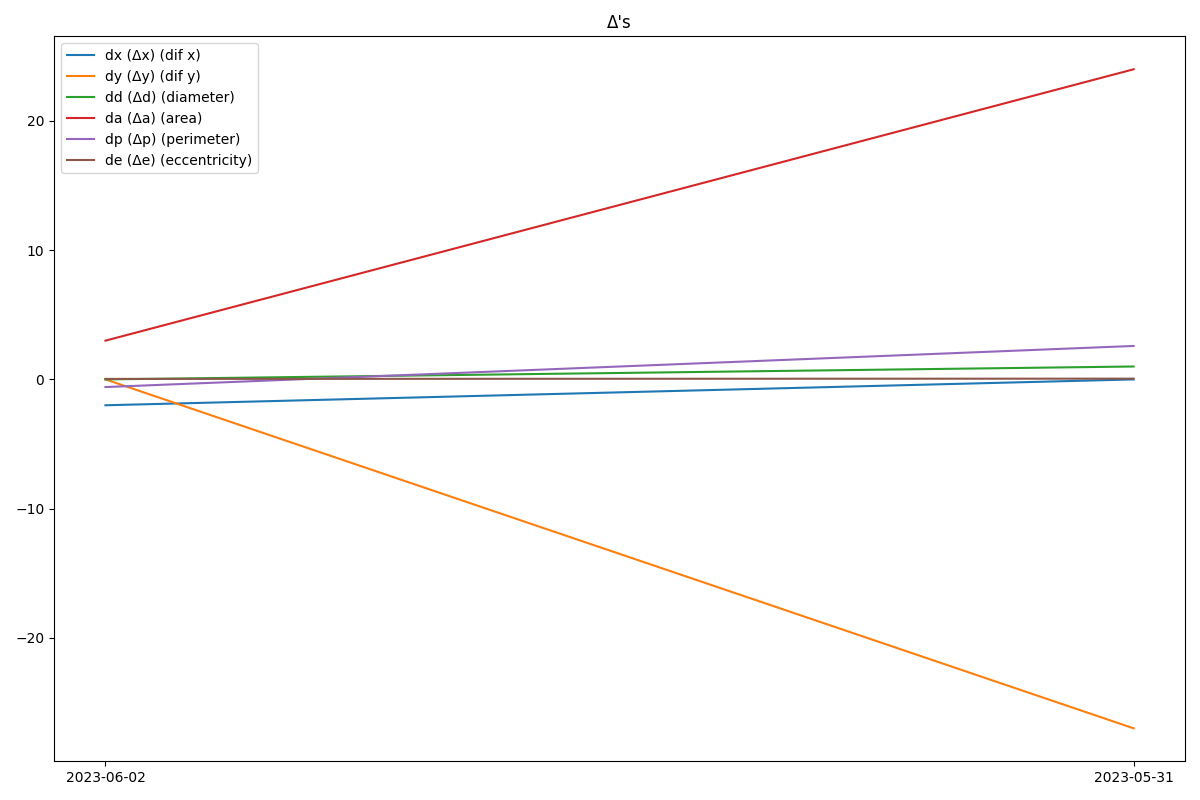 Δ's
dx (Δx) (dif x)
dy (Δy) (dif y)
dd (Δd) (diameter)
da (Δa) (area)
dp (Δp) (perimeter)
de (Δe) (eccentricity)
20
10
0
−10
−20
2023-06-02 2023-05-31